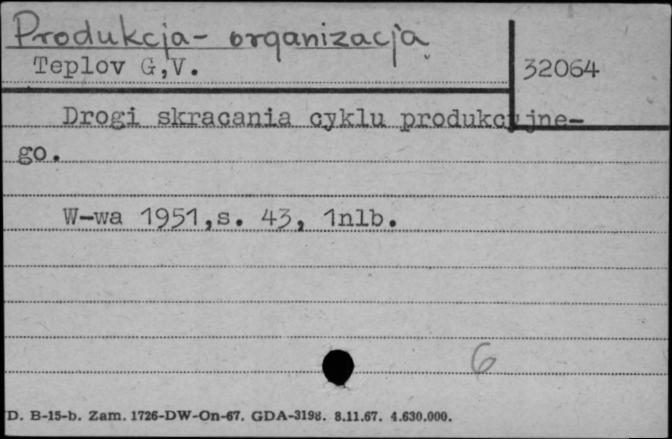 Produkcja - organizacja
Teplov G,V.
32064
Drogi skracania cyklu produkcyjne-
go.
W-wa 1951,s. 43, 1nlb.
6
D. B-15-b. Zam. 1726-DW-On-67. GDA-3198. 8.11.67. 4.630.000.